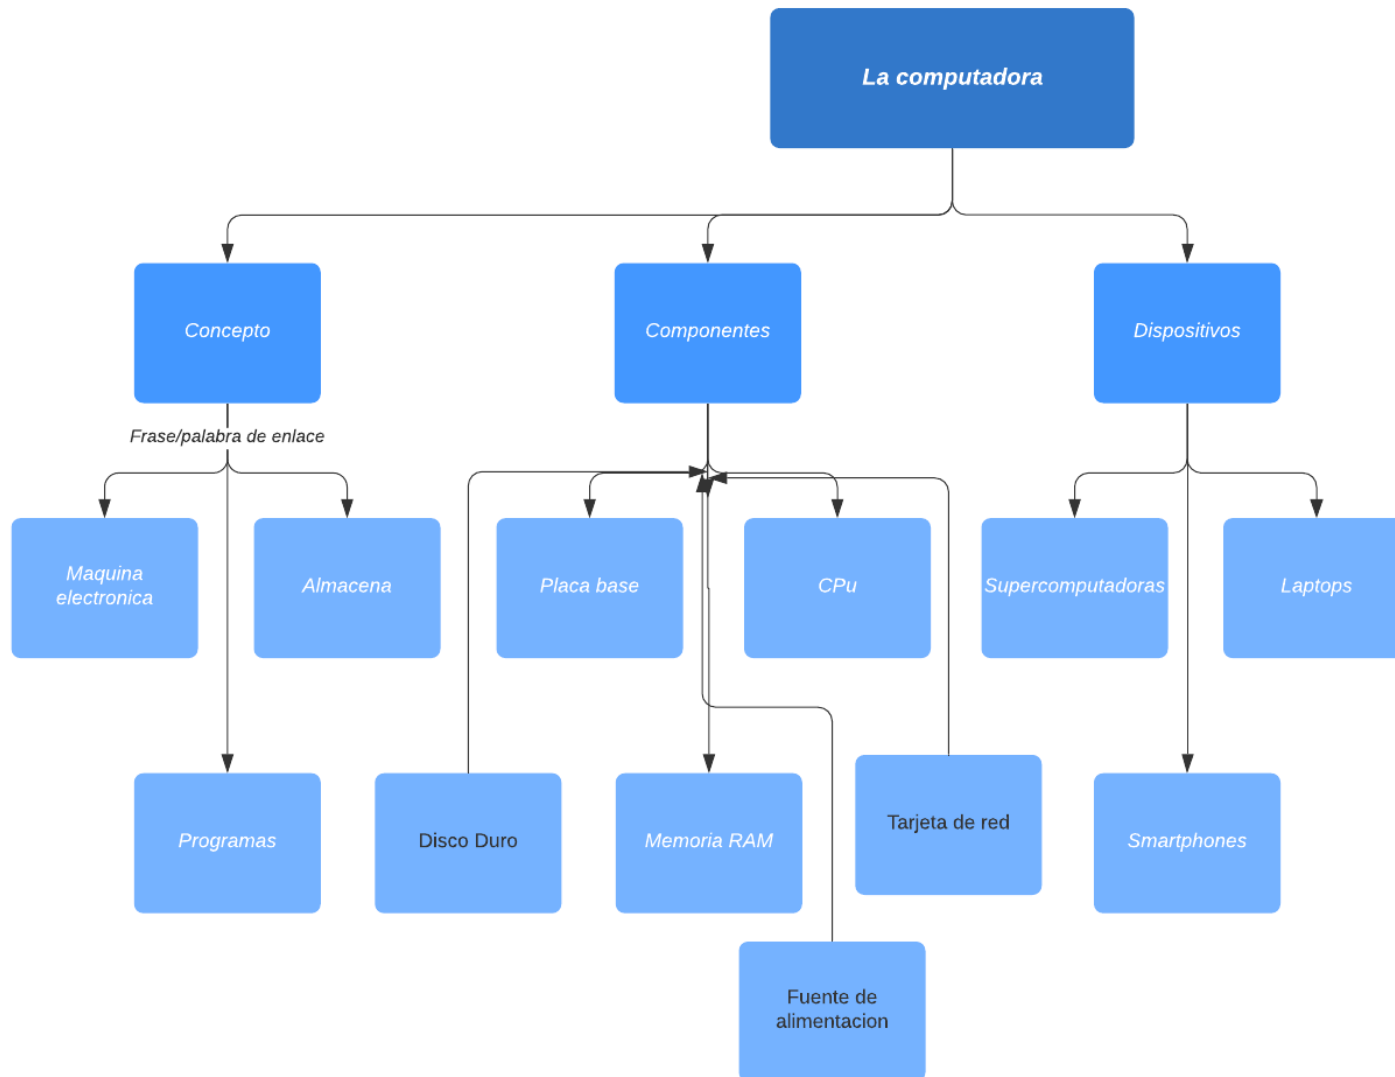 La computadora
Concepto
Componentes
Dispositivos
Frase/palabra de enlace
Maquina
electronica
Almacena
Placa base
CPu
Supercomputadoras
Laptops
Programas
Disco Duro
Memoria RAM
Tarjeta de red
Smartphones
Fuente de
alimentacion